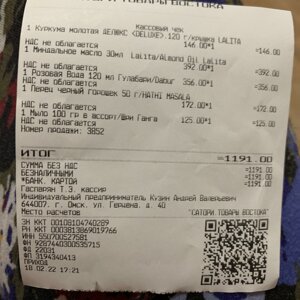 ТОВАРЫ ВОСТОКА
Кассовый чек
1 Куркума молотая ДЕЛЮКС (DELUXE).120 г/крышка LALITA
146.00*1
НДС не облагается =146.00
1 Миндальное масло 30мл Lalita/Almond Oil Lalita
392.00*1
НДС не облагается =392.00
1 Розовая Вода 120 мл Гулабари/Dabur
356.00*1
НДС не облагается =356.00
1 Перец черный Горошек 50 г/HATHI MASALA
172.00*1
НДС не облагается =172.00
1 Мыло 100 гр в ассорт/Шри Ганга
125.00*1
НДС не облагается =125.00
Номер продажи: 3852
ИТОГ =1191.00
СУММА БЕЗ НДС =1191.00
БЕЗНАЛИЧНЫМИ =1191.00
*БАНК. КАРТОЙ =1191.00
Гаспарян Т.Э. кассир
Индивидуальный предприниматель Кузин Андрей Валерьевич
644007, г. Омск, ул. Герцена, д. 40
Место расчетов "САТОРИ ТОВАРЫ ВОСТОКА"
ЗН ККТ 00108104740289
РН ККТ 0003813869019766
ИНН 550700527581
ФН 9287440300535715
ФД 22031
ФП 3194340413
ПРИХОД
18.02.22 17:21